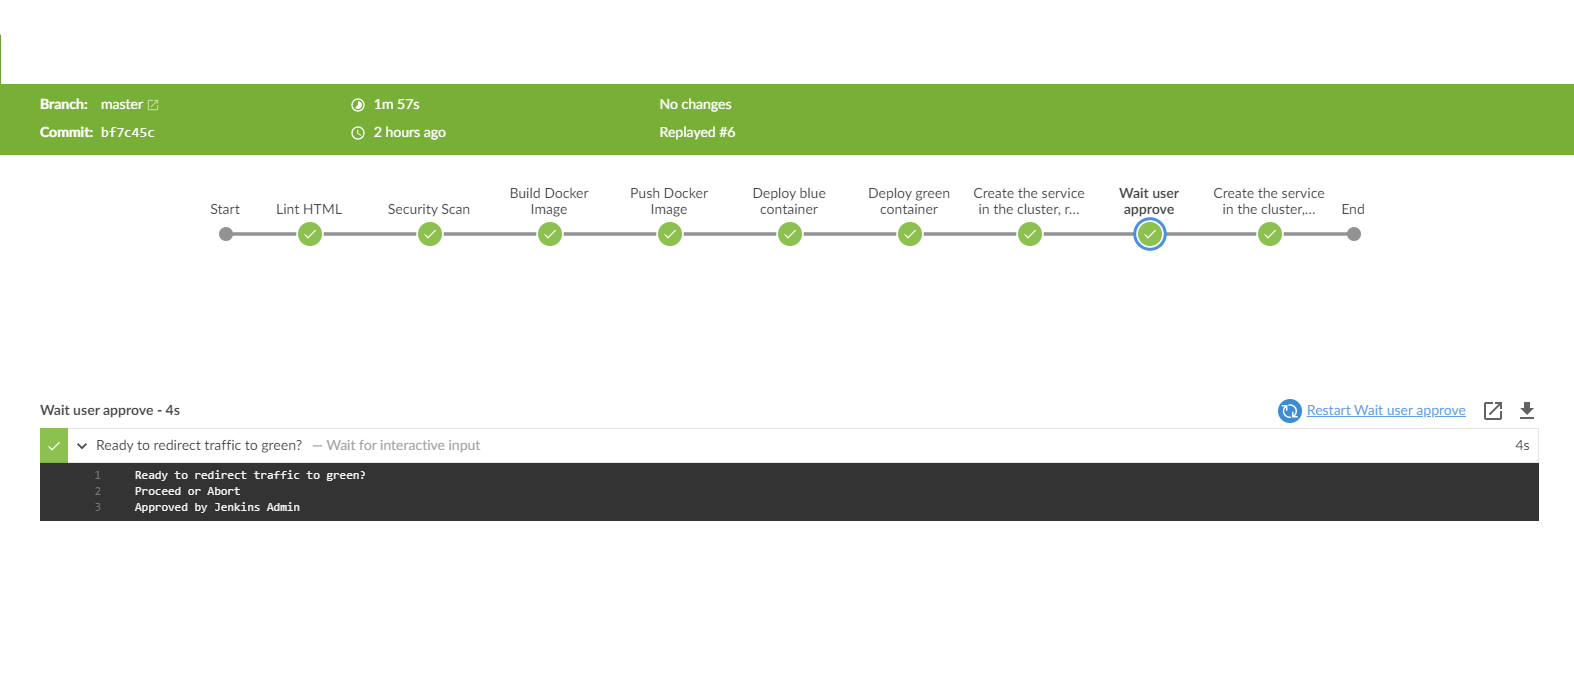 Branch: master
1m 57s
No changes
Commit: bf7c45c
2 hours ago
Replayed #6
Start
Lint HTML
Security Scan
Build Docker
Image
Push Docker
Image
Deploy blue
container
Deploy green
container
Create the service
in the cluster, r...
Wait user
approve
Create the service
in the cluster,...
End
Wait user approve - 4s
Restart Wait user approve
Ready to redirect traffic to green? — Wait for interactive input
4s
1 Ready to redirect traffic to green?
2 Proceed or Abort
3 Approved by Jenkins Admin